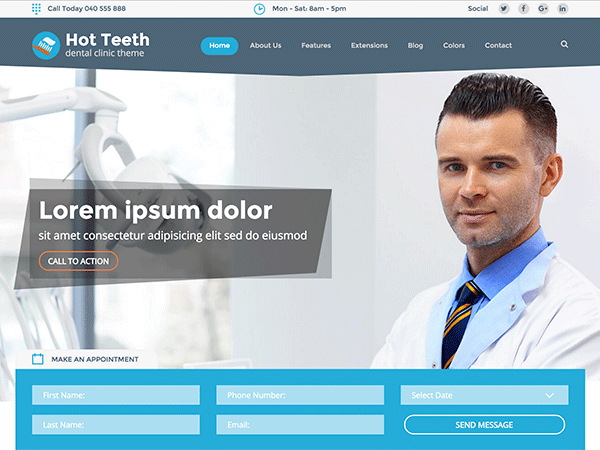 Call Today 040 555 888
Mon - Sat: 8am - 5pm
Social
Hot Teeth
dental clinic theme
Home
About Us
Features
Extensions
Blog
Colors
Contact
Lorem ipsum dolor
sit amet consectetur adipisicing elit sed do eiusmod
CALL TO ACTION
MAKE AN APPOINTMENT
First Name:
Phone Number:
Select Date
Last Name:
Email:
SEND MESSAGE